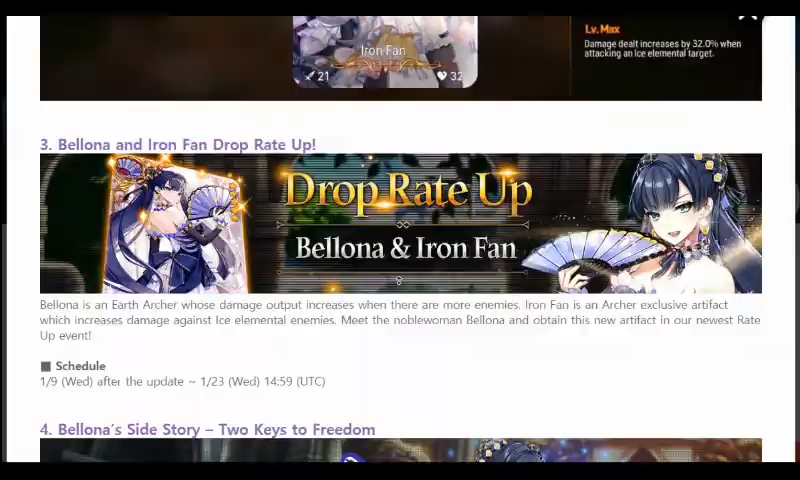 Iron Fan
21
32
Lv. Max
Damage dealt increases by 32.0% when
attacking an Ice elemental target.
3. Bellona and Iron Fan Drop Rate Up!
Drop Rate Up
Bellona & Iron Fan
Bellona is an Earth Archer whose damage output increases when there are more enemies. Iron Fan is an Archer exclusive artifact
which increases damage against Ice elemental enemies. Meet the noblewoman Bellona and obtain this new artifact in our newest Rate
Up event!
■ Schedule
1/9 (Wed) after the update ~ 1/23 (Wed) 14:59 (UTC)
4. Bellona's Side Story – Two Keys to Freedom